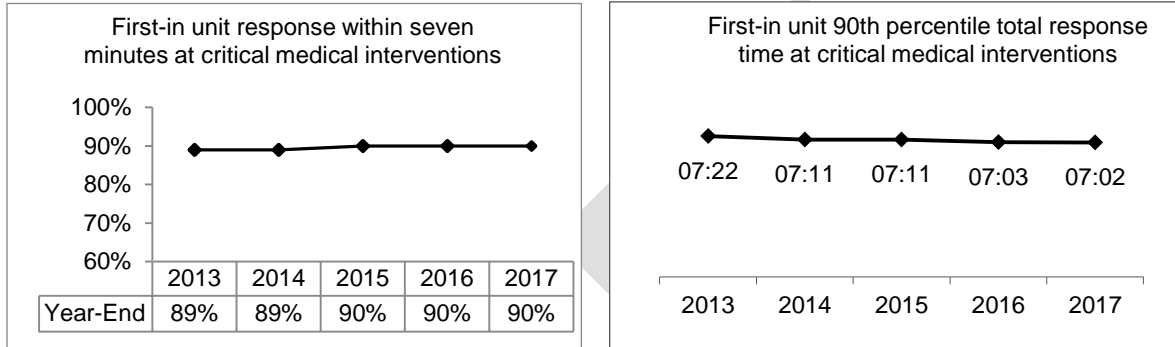 First-in unit response within seven
minutes at critical medical interventions
100%
90%
80%
70%
60%
2013 2014 2015 2016 2017
Year-End 89% 89% 90% 90% 90%
First-in unit 90th percentile total response
time at critical medical interventions
07:22 07:11 07:11 07:03 07:02
2013 2014 2015 2016 2017